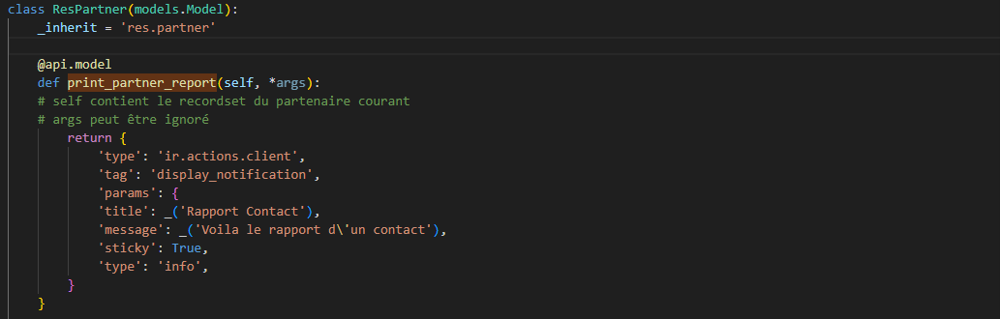 class ResPartner(models.Model):
    _inherit = 'res.partner'

    @api.model
    def print_partner_report(self, *args):
    # self contient le recordset du partenaire courant
    # args peut être ignoré
        return {
            'type': 'ir.actions.client',
            'tag': 'display_notification',
            'params': {
            'title': _('Rapport Contact'),
            'message': _('Voila le rapport d\'un contact'),
            'sticky': True,
            'type': 'info',
        }
    }